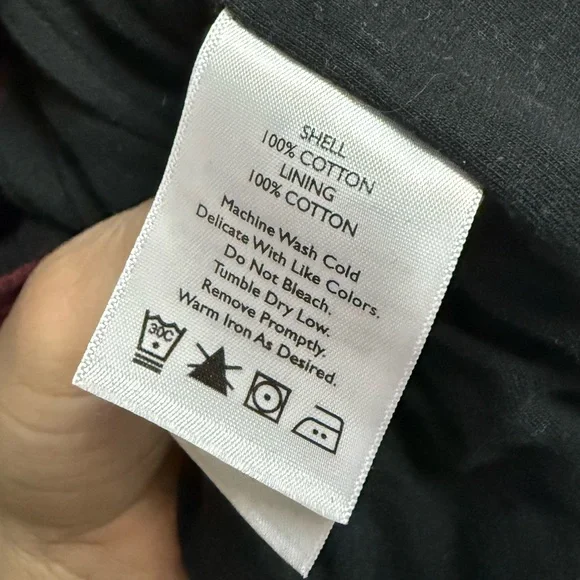 SHELL
100% COTTON
LINING
100% COTTON
Machine Wash Cold
Delicate With Like Colors.
Do Not Bleach.
Tumble Dry Low.
Remove Promptly.
Warm Iron As Desired.
30C